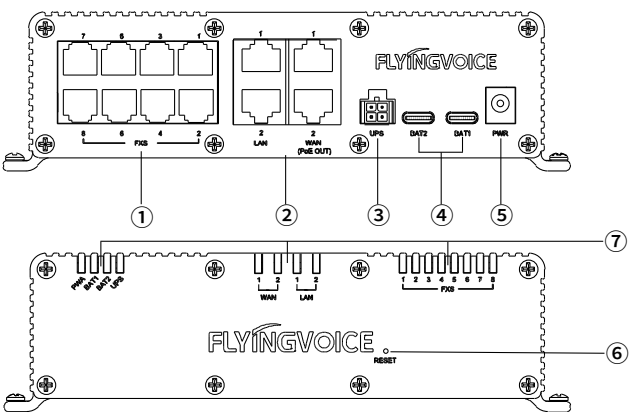 7 5 3 1 1 1
FLYINGVOICE
8 6 4 2 2 2 UPS BAT2 BAT1 PWR
FXS LAN WAN
(PoE OUT)
① ② ③ ④ ⑤
⑦
PWA BAT1 BAT2 UPS 1 2 1 2 1 2 3 4 5 6 7 8
WAN LAN FXS
FLYINGVOICE
RESET ⑥